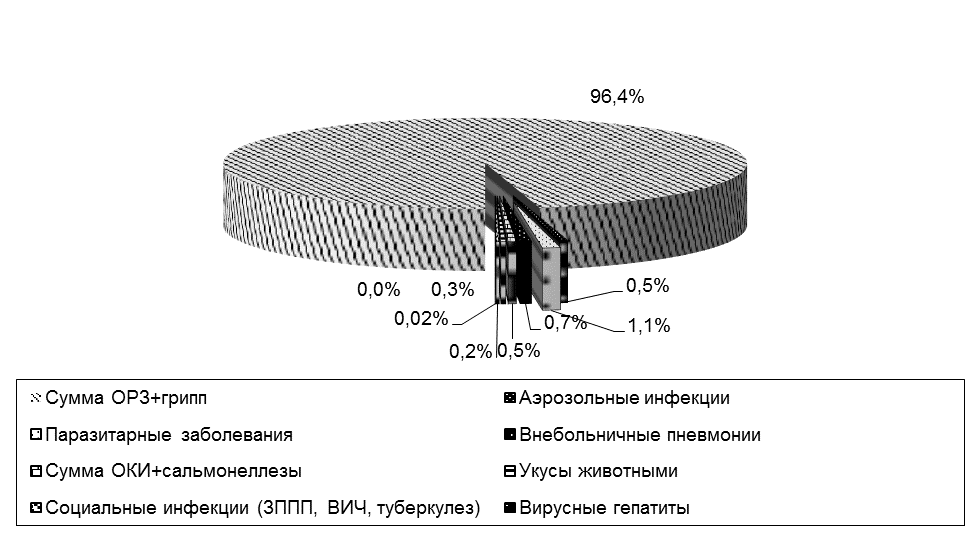 96,4%
0,0% 0,3% 0,5%
0,02% 0,7% 1,1%
0,2% 0,5%
Сумма ОРЗ+грипп Аэрозольные инфекции
Паразитарные заболевания Внебольничные пневмонии
Сумма ОКИ+сальмонеллезы Укусы животными
Социальные инфекции (ЗППП, ВИЧ, туберкулез) Вирусные гепатиты